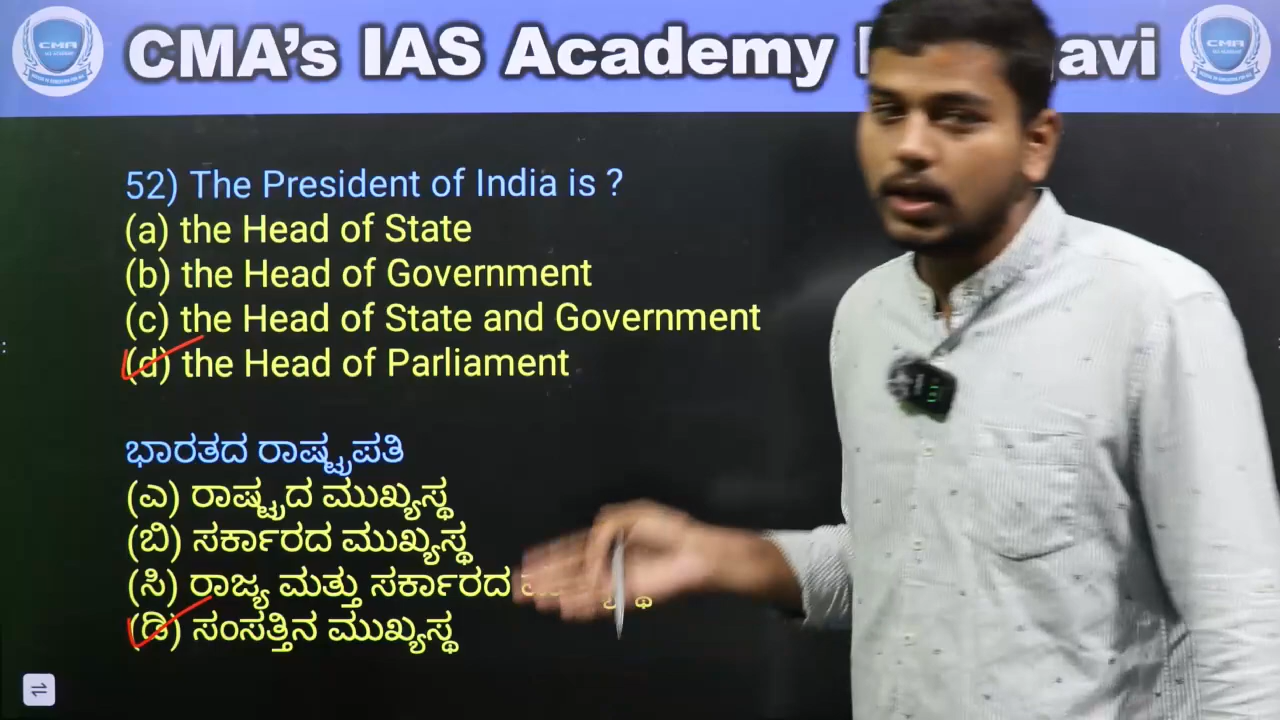 CMA's IAS Academy
CMA
CMA
52) The President of India is ?
(a) the Head of State
(b) the Head of Government
(c) the Head of State and Government
(d) the Head of Parliament
ಭಾರತದ ರಾಷ್ಟ್ರಪತಿ
(ಎ) ರಾಷ್ಟ್ರದ ಮುಖ್ಯಸ್ಥ
(ಬಿ) ಸರ್ಕಾರದ ಮುಖ್ಯಸ್ಥ
(ಸಿ) ರಾಜ್ಯ ಮತ್ತು ಸರ್ಕಾರದ
(ಡಿ) ಸಂಸತ್ತಿನ ಮುಖ್ಯಸ್ಥ